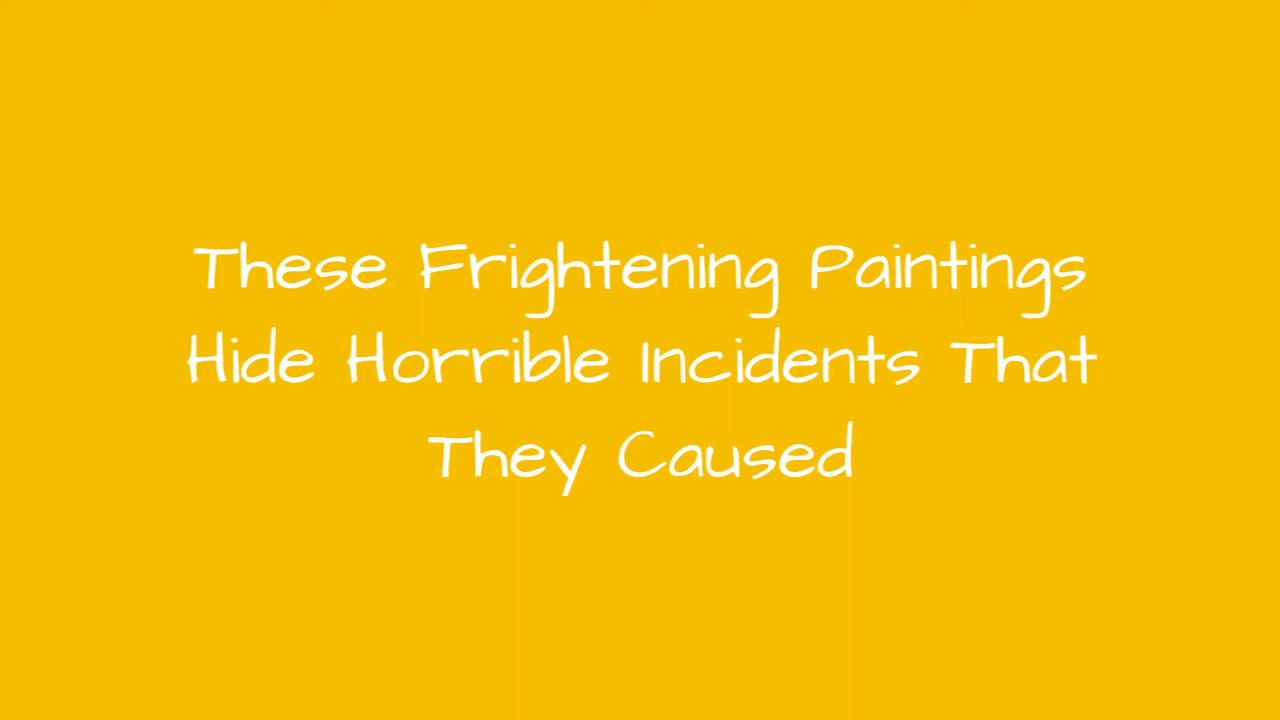 These Frightening Paintings
Hide Horrible Incidents That
They Caused